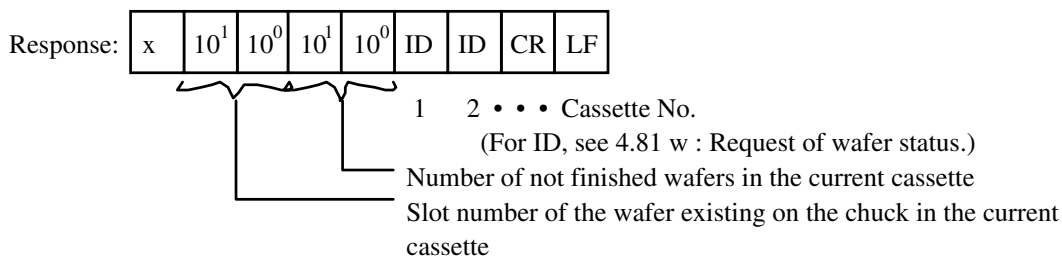 Response: x 10¹ 10⁰ 10¹ 10⁰ ID ID CR LF
1 2 • • • Cassette No.
(For ID, see 4.81 w : Request of wafer status.)
Number of not finished wafers in the current cassette
Slot number of the wafer existing on the chuck in the current
cassette